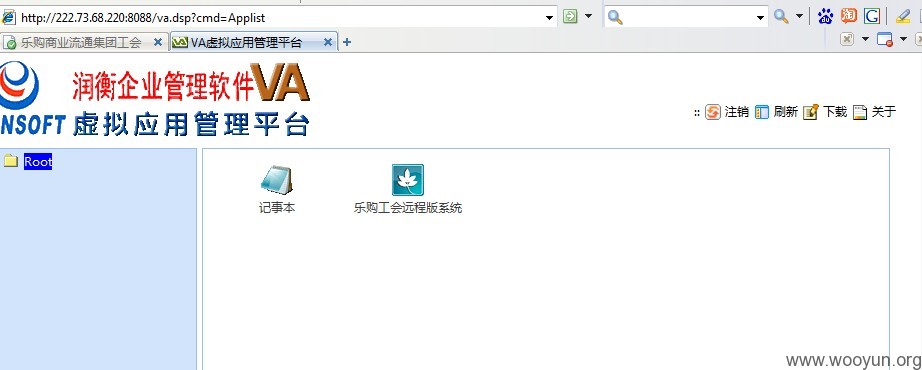 http://222.73.68.220:8088/va.dsp?cmd=Applist
乐购商业流通集团工会
VA虚拟应用管理平台
润衡企业管理软件VA
NSOFT 虚拟应用管理平台
:: 注销 刷新 下载 关于
Root
记事本
乐购工会远程版系统
www.wooyun.org